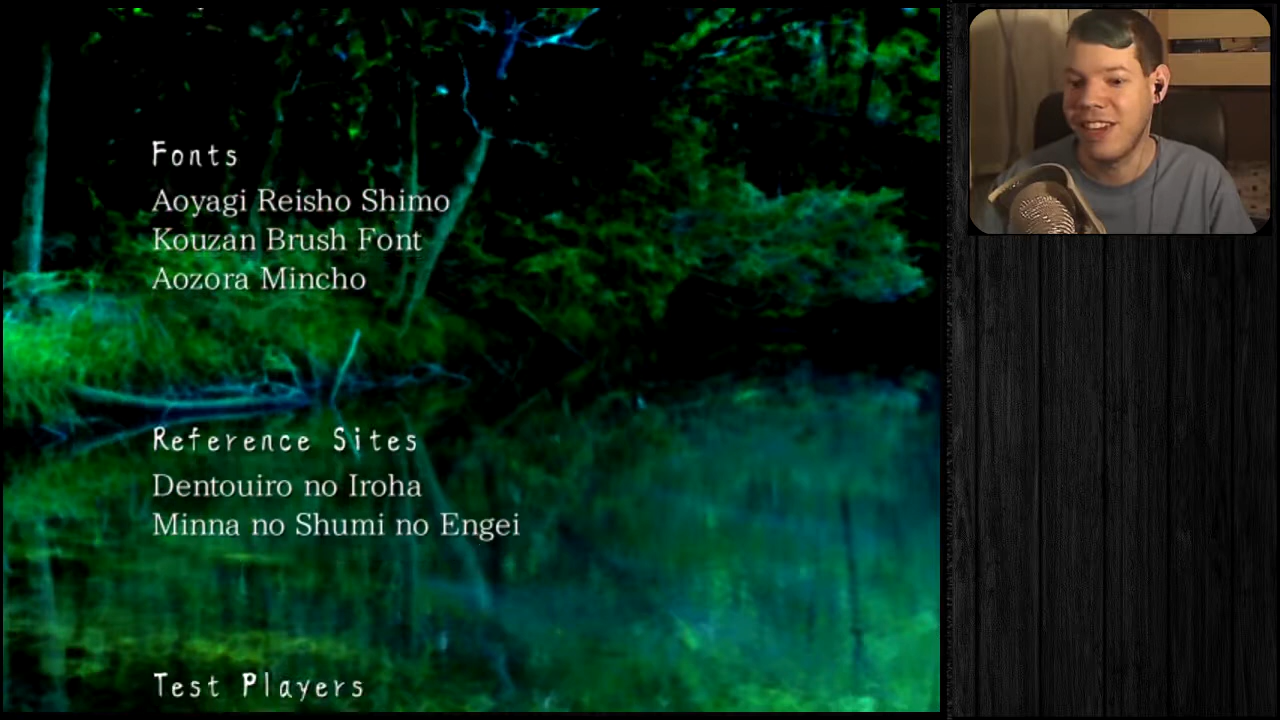 Fonts
Aoyagi Reisho Shimo
Kouzan Brush Font
Aozora Mincho
Reference Sites
Dentouiro no Iroha
Minna no Shumi no Engei
Test Players